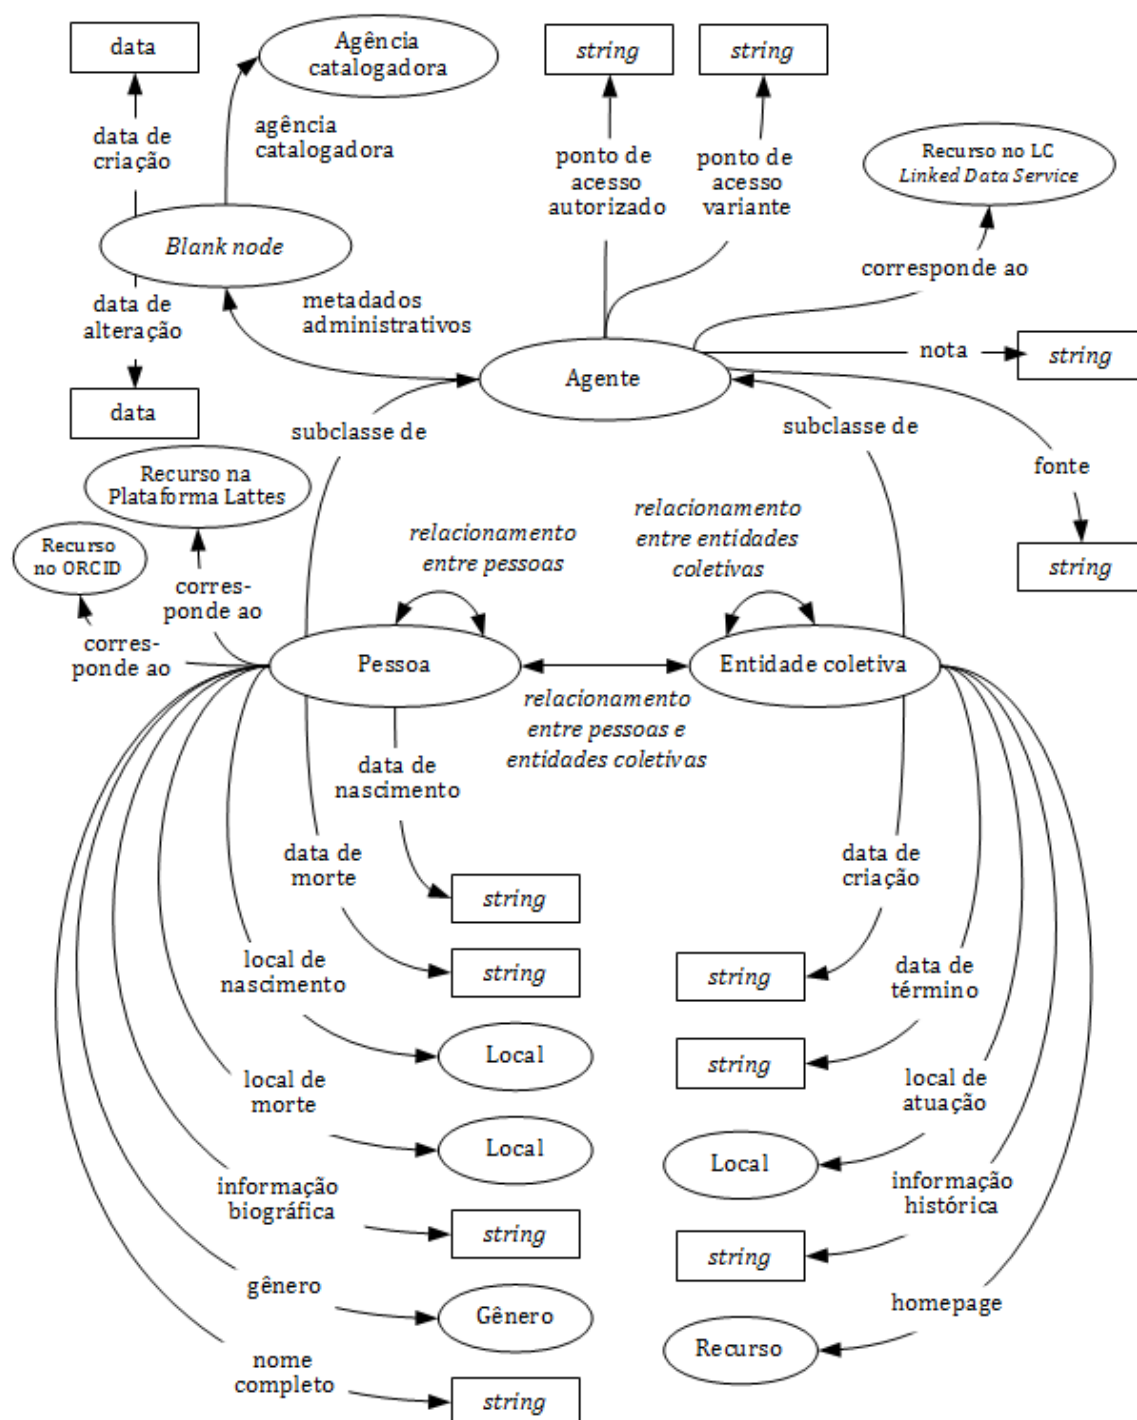 data
Agência
catalogadora
string
string
data de
criação
agência
catalogadora
ponto de
acesso
autorizado
ponto de
acesso
variante
Recurso no LC
Linked Data Service
Blank node
corresponde ao
data de
alteração
metadados
administrativos
nota
string
Agente
data
subclasse de
subclasse de
fonte
Recurso na
Plataforma Lattes
relacionamento
entre pessoas
relacionamento
entre entidades
coletivas
Recurso
no ORCID
string
corres-
ponde ao
corres-
ponde ao
Pessoa
Entidade coletiva
relacionamento
entre pessoas e
entidades coletivas
data de
nascimento
data de
morte
data de
criação
string
local de
nascimento
string
string
data de
término
Local
string
local de
morte
local de
atuação
Local
Local
informação
biográfica
informação
histórica
string
string
gênero
Gênero
homepage
Recurso
nome
completo
string